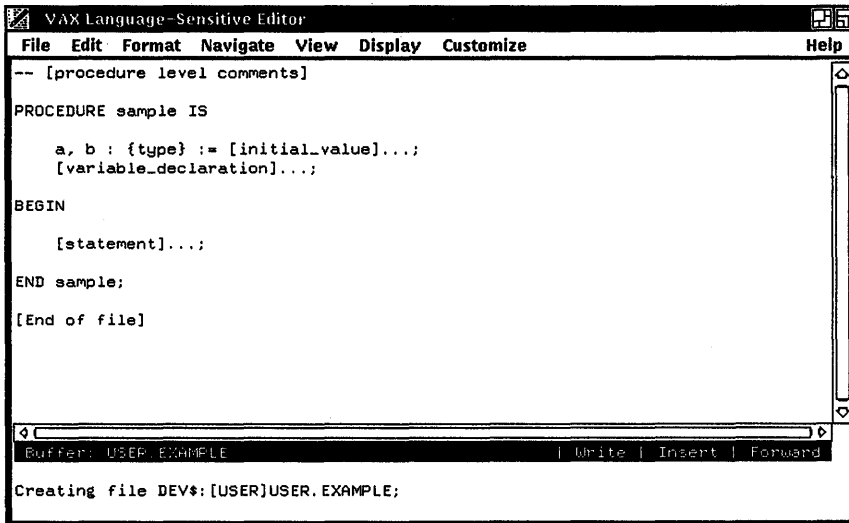 VAX Language-Sensitive Editor
File Edit Format Navigate View Display Customize Help
-- [procedure level comments]
PROCEDURE sample IS
a, b : {type} := [initial_value]...;
[variable_declaration]...;
BEGIN
[statement]...;
END sample;
[End of file]
Buffer: USER.EXAMPLE | Write | Insert | Forward
Creating file DEV$:[USER]USER.EXAMPLE;